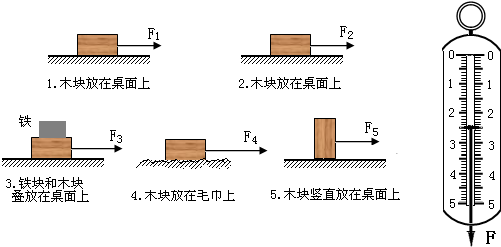 F1
1.木块放在桌面上
F2
2.木块放在桌面上
铁
F3
3.铁块和木块
叠放在桌面上
F4
4.木块放在毛巾上
F5
5.木块竖直放在桌面上
0 0
1 1
2 2
3 3
4 4
5 5
F